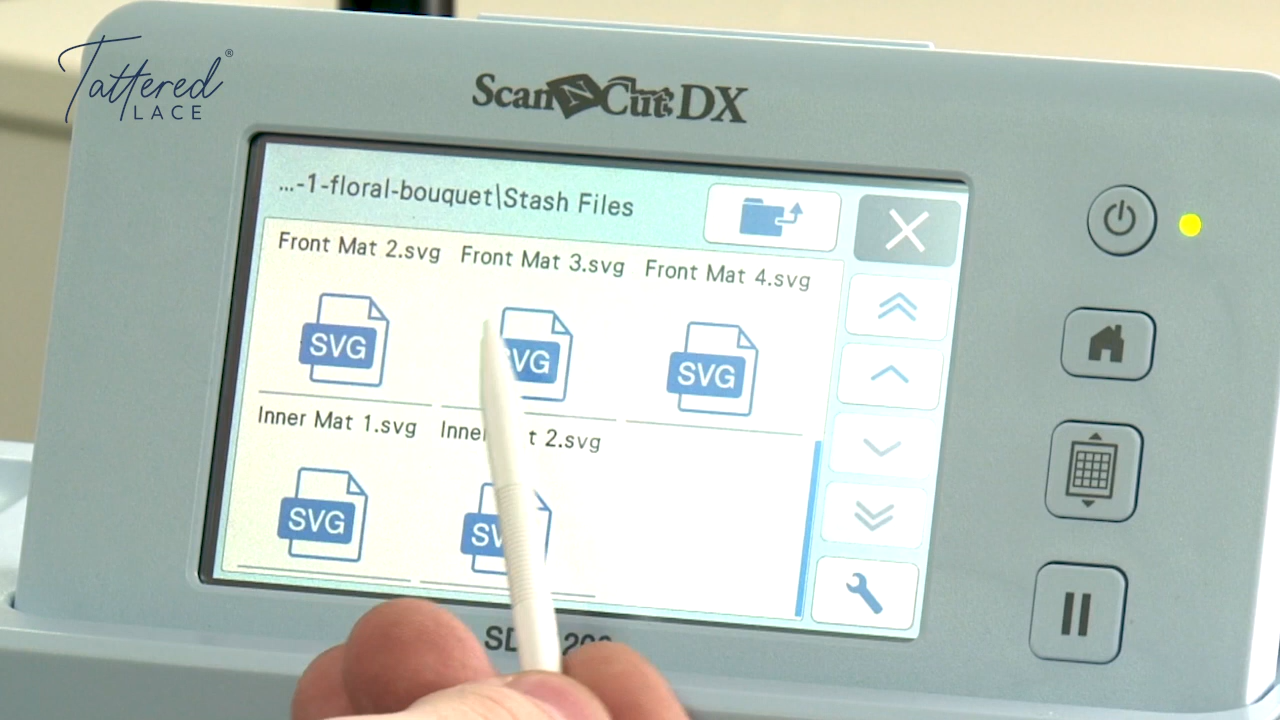 Tattered®
LACE
ScanNCut DX
...-1-floral-bouquet\Stash Files
Front Mat 2.svg Front Mat 3.svg Front Mat 4.svg
SVG SVG SVG
Inner Mat 1.svg
t 2.svg
SVG